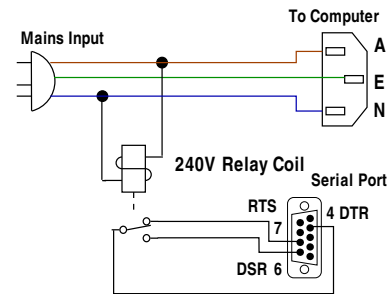 To Computer
Mains Input
A
E
N
240V Relay Coil
Serial Port
RTS
4 DTR
7
DSR 6